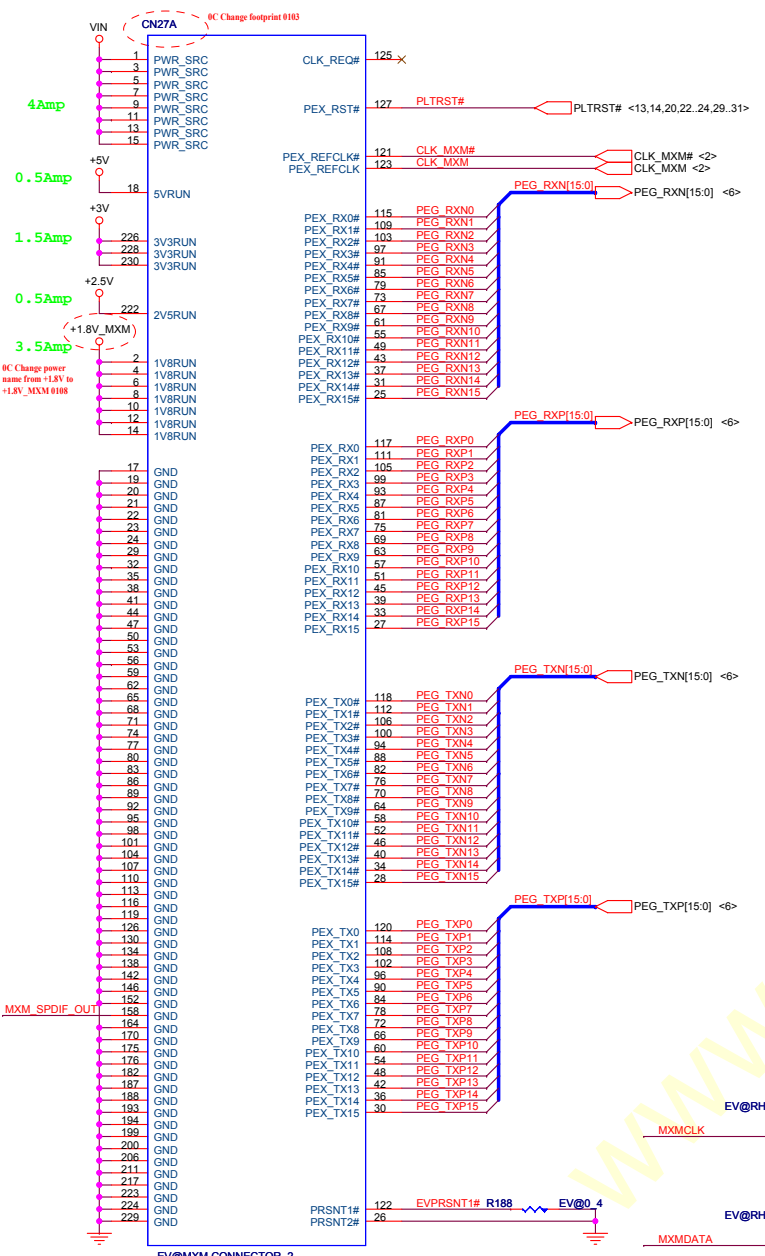 CN27A
0C Change footprint 0103
VIN
1 PWR_SRC
3 PWR_SRC
5 PWR_SRC
7 PWR_SRC
9 PWR_SRC
11 PWR_SRC
13 PWR_SRC
15 PWR_SRC
4Amp
+5V
0.5Amp
18 5VRUN
+3V
1.5Amp
226 3V3RUN
228 3V3RUN
230 3V3RUN
+2.5V
0.5Amp
222 2V5RUN
+1.8V_MXM
3.5Amp
0C Change power
name from +1.8V to
+1.8V_MXM 0108
2 1V8RUN
4 1V8RUN
6 1V8RUN
8 1V8RUN
10 1V8RUN
12 1V8RUN
14 1V8RUN
17 GND
19 GND
20 GND
21 GND
22 GND
23 GND
24 GND
29 GND
32 GND
35 GND
38 GND
41 GND
44 GND
47 GND
50 GND
53 GND
56 GND
59 GND
62 GND
65 GND
68 GND
71 GND
74 GND
77 GND
80 GND
83 GND
86 GND
89 GND
92 GND
95 GND
98 GND
101 GND
104 GND
107 GND
110 GND
113 GND
116 GND
119 GND
126 GND
130 GND
134 GND
138 GND
142 GND
146 GND
152 GND
MXM_SPDIF_OUT 158 GND
164 GND
170 GND
175 GND
176 GND
182 GND
187 GND
188 GND
193 GND
194 GND
199 GND
200 GND
206 GND
211 GND
217 GND
223 GND
224 GND
229 GND
CLK_REQ# 125
PEX_RST# 127 PLTRST# PLTRST# <13,14,20,22..24,29..31>
PEX_REFCLK# 121 CLK_MXM# CLK_MXM# <2>
PEX_REFCLK 123 CLK_MXM CLK_MXM <2>
PEG_RXN[15:0] PEG_RXN[15:0] <6>
PEX_RX0# 115 PEG_RXN0
PEX_RX1# 109 PEG_RXN1
PEX_RX2# 103 PEG_RXN2
PEX_RX3# 97 PEG_RXN3
PEX_RX4# 91 PEG_RXN4
PEX_RX5# 85 PEG_RXN5
PEX_RX6# 79 PEG_RXN6
PEX_RX7# 73 PEG_RXN7
PEX_RX8# 67 PEG_RXN8
PEX_RX9# 61 PEG_RXN9
PEX_RX10# 55 PEG_RXN10
PEX_RX11# 49 PEG_RXN11
PEX_RX12# 43 PEG_RXN12
PEX_RX13# 37 PEG_RXN13
PEX_RX14# 31 PEG_RXN14
PEX_RX15# 25 PEG_RXN15
PEG_RXP[15:0] PEG_RXP[15:0] <6>
PEX_RX0 117 PEG_RXP0
PEX_RX1 111 PEG_RXP1
PEX_RX2 105 PEG_RXP2
PEX_RX3 99 PEG_RXP3
PEX_RX4 93 PEG_RXP4
PEX_RX5 87 PEG_RXP5
PEX_RX6 81 PEG_RXP6
PEX_RX7 75 PEG_RXP7
PEX_RX8 69 PEG_RXP8
PEX_RX9 63 PEG_RXP9
PEX_RX10 57 PEG_RXP10
PEX_RX11 51 PEG_RXP11
PEX_RX12 45 PEG_RXP12
PEX_RX13 39 PEG_RXP13
PEX_RX14 33 PEG_RXP14
PEX_RX15 27 PEG_RXP15
PEG_TXN[15:0] PEG_TXN[15:0] <6>
PEX_TX0# 118 PEG_TXN0
PEX_TX1# 112 PEG_TXN1
PEX_TX2# 106 PEG_TXN2
PEX_TX3# 100 PEG_TXN3
PEX_TX4# 94 PEG_TXN4
PEX_TX5# 88 PEG_TXN5
PEX_TX6# 82 PEG_TXN6
PEX_TX7# 76 PEG_TXN7
PEX_TX8# 70 PEG_TXN8
PEX_TX9# 64 PEG_TXN9
PEX_TX10# 58 PEG_TXN10
PEX_TX11# 52 PEG_TXN11
PEX_TX12# 46 PEG_TXN12
PEX_TX13# 40 PEG_TXN13
PEX_TX14# 34 PEG_TXN14
PEX_TX15# 28 PEG_TXN15
PEG_TXP[15:0] PEG_TXP[15:0] <6>
PEX_TX0 120 PEG_TXP0
PEX_TX1 114 PEG_TXP1
PEX_TX2 108 PEG_TXP2
PEX_TX3 102 PEG_TXP3
PEX_TX4 96 PEG_TXP4
PEX_TX5 90 PEG_TXP5
PEX_TX6 84 PEG_TXP6
PEX_TX7 78 PEG_TXP7
PEX_TX8 72 PEG_TXP8
PEX_TX9 66 PEG_TXP9
PEX_TX10 60 PEG_TXP10
PEX_TX11 54 PEG_TXP11
PEX_TX12 48 PEG_TXP12
PEX_TX13 42 PEG_TXP13
PEX_TX14 36 PEG_TXP14
PEX_TX15 30 PEG_TXP15
EV@RH
MXMCLK
PRSNT1# 122 EVPRSNT1# R188 EV@0_4
PRSNT2# 26
EV@RH
MXMDATA
EV@MXM CONNECTOR_2
www